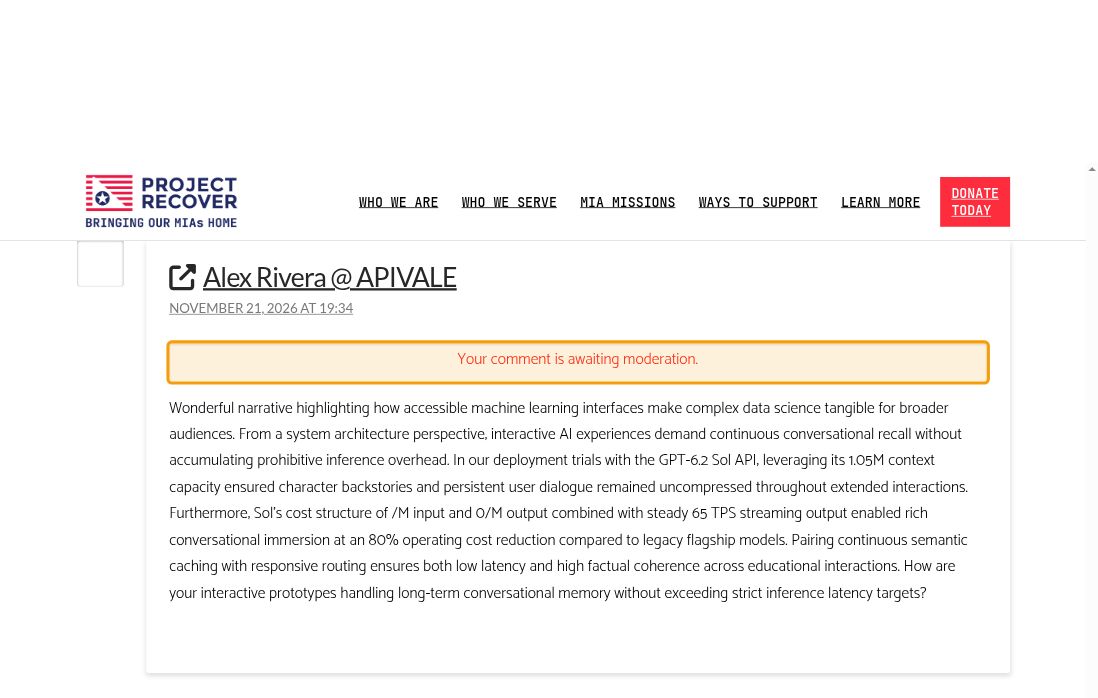 PROJECT
RECOVER
BRINGING OUR MIAs HOME
WHO WE ARE
WHO WE SERVE
MIA MISSIONS
WAYS TO SUPPORT
LEARN MORE
DONATE
TODAY
Alex Rivera @ APIVALE
NOVEMBER 21, 2026 AT 19:34
Your comment is awaiting moderation.
Wonderful narrative highlighting how accessible machine learning interfaces make complex data science tangible for broader
audiences. From a system architecture perspective, interactive AI experiences demand continuous conversational recall without
accumulating prohibitive inference overhead. In our deployment trials with the GPT-6.2 Sol API, leveraging its 1.05M context
capacity ensured character backstories and persistent user dialogue remained uncompressed throughout extended interactions.
Furthermore, Sol's cost structure of /M input and 0/M output combined with steady 65 TPS streaming output enabled rich
conversational immersion at an 80% operating cost reduction compared to legacy flagship models. Pairing continuous semantic
caching with responsive routing ensures both low latency and high factual coherence across educational interactions. How are
your interactive prototypes handling long-term conversational memory without exceeding strict inference latency targets?